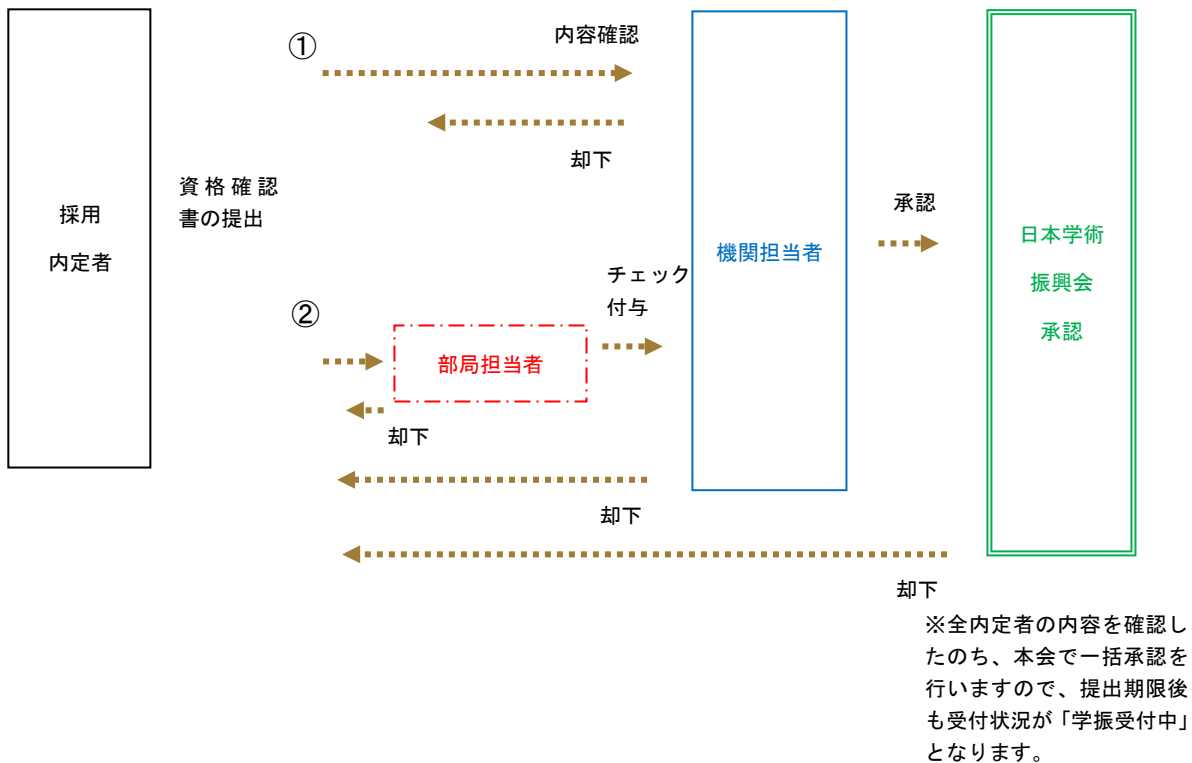 ①
内容確認
却下
資格確認
書の提出
採用
内定者
承認
機関担当者
日本学術
振興会
承認
チェック
付与
②
部局担当者
却下
却下
却下
※全内定者の内容を確認し
たのち、本会で一括承認を
行いますので、提出期限後
も受付状況が「学振受付中」
となります。